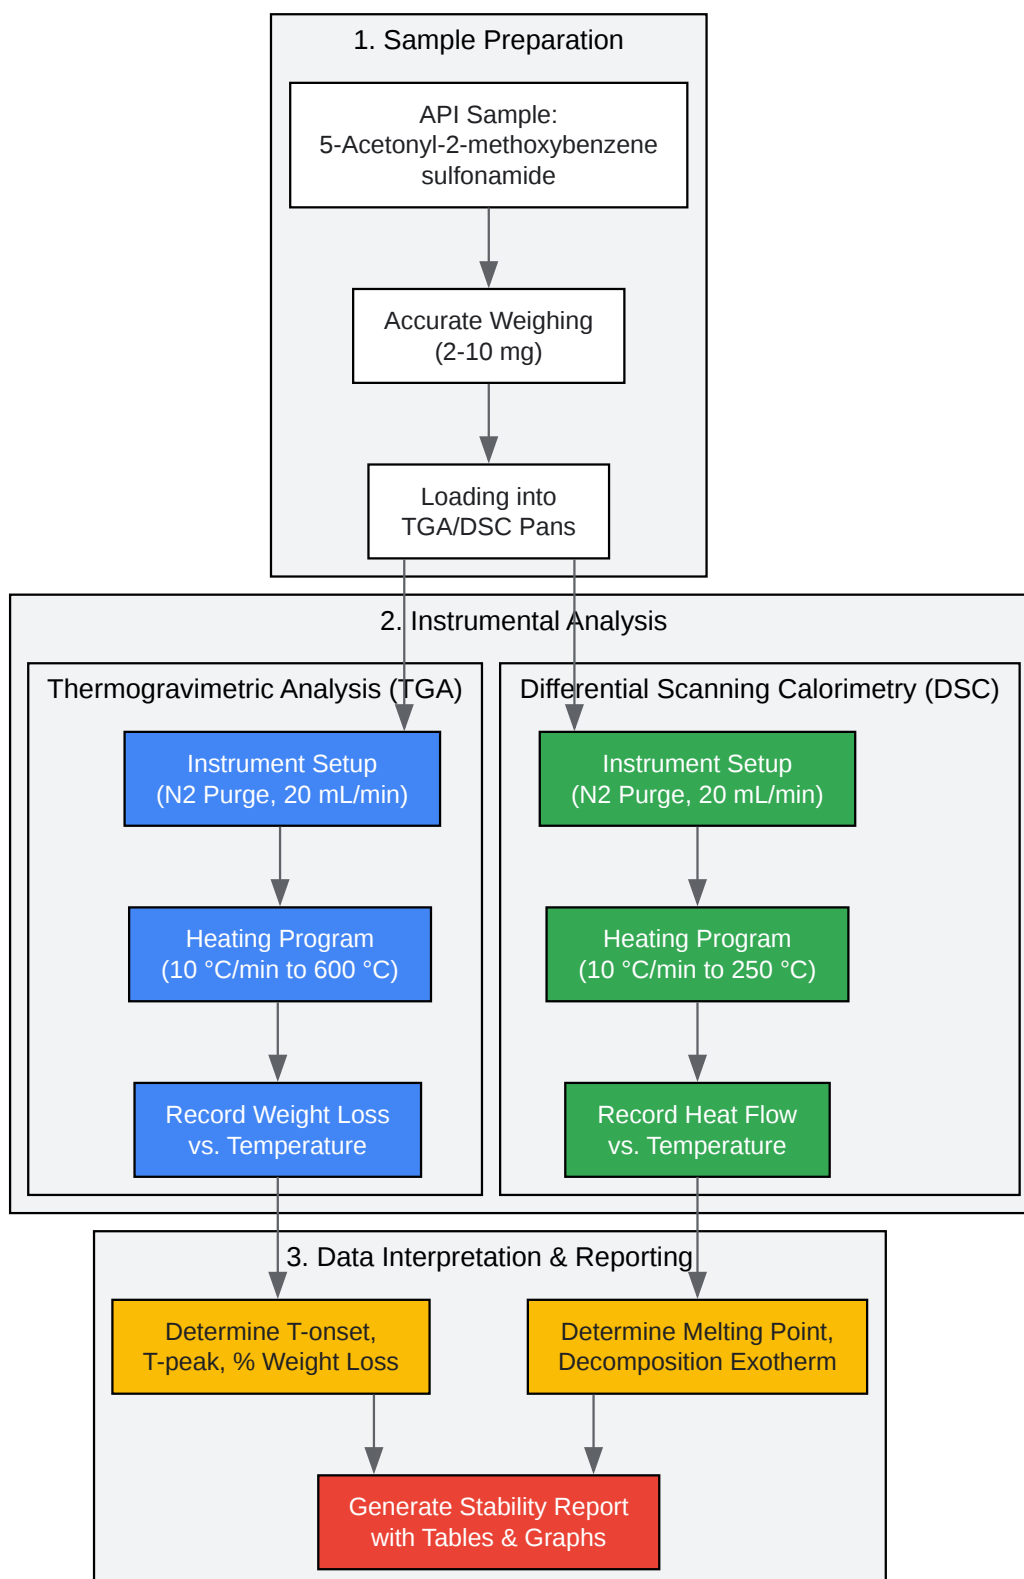 1. Sample Preparation
API Sample:
5-Acetonyl-2-methoxybenzene
sulfonamide
Accurate Weighing
(2-10 mg)
Loading into
TGA/DSC Pans
2. Instrumental Analysis
Thermogravimetric Analysis (TGA)
Instrument Setup
(N2 Purge, 20 mL/min)
Heating Program
(10 °C/min to 600 °C)
Record Weight Loss
vs. Temperature
Differential Scanning Calorimetry (DSC)
Instrument Setup
(N2 Purge, 20 mL/min)
Heating Program
(10 °C/min to 250 °C)
Record Heat Flow
vs. Temperature
3. Data Interpretation & Reporting
Determine T-onset,
T-peak, % Weight Loss
Determine Melting Point,
Decomposition Exotherm
Generate Stability Report
with Tables & Graphs